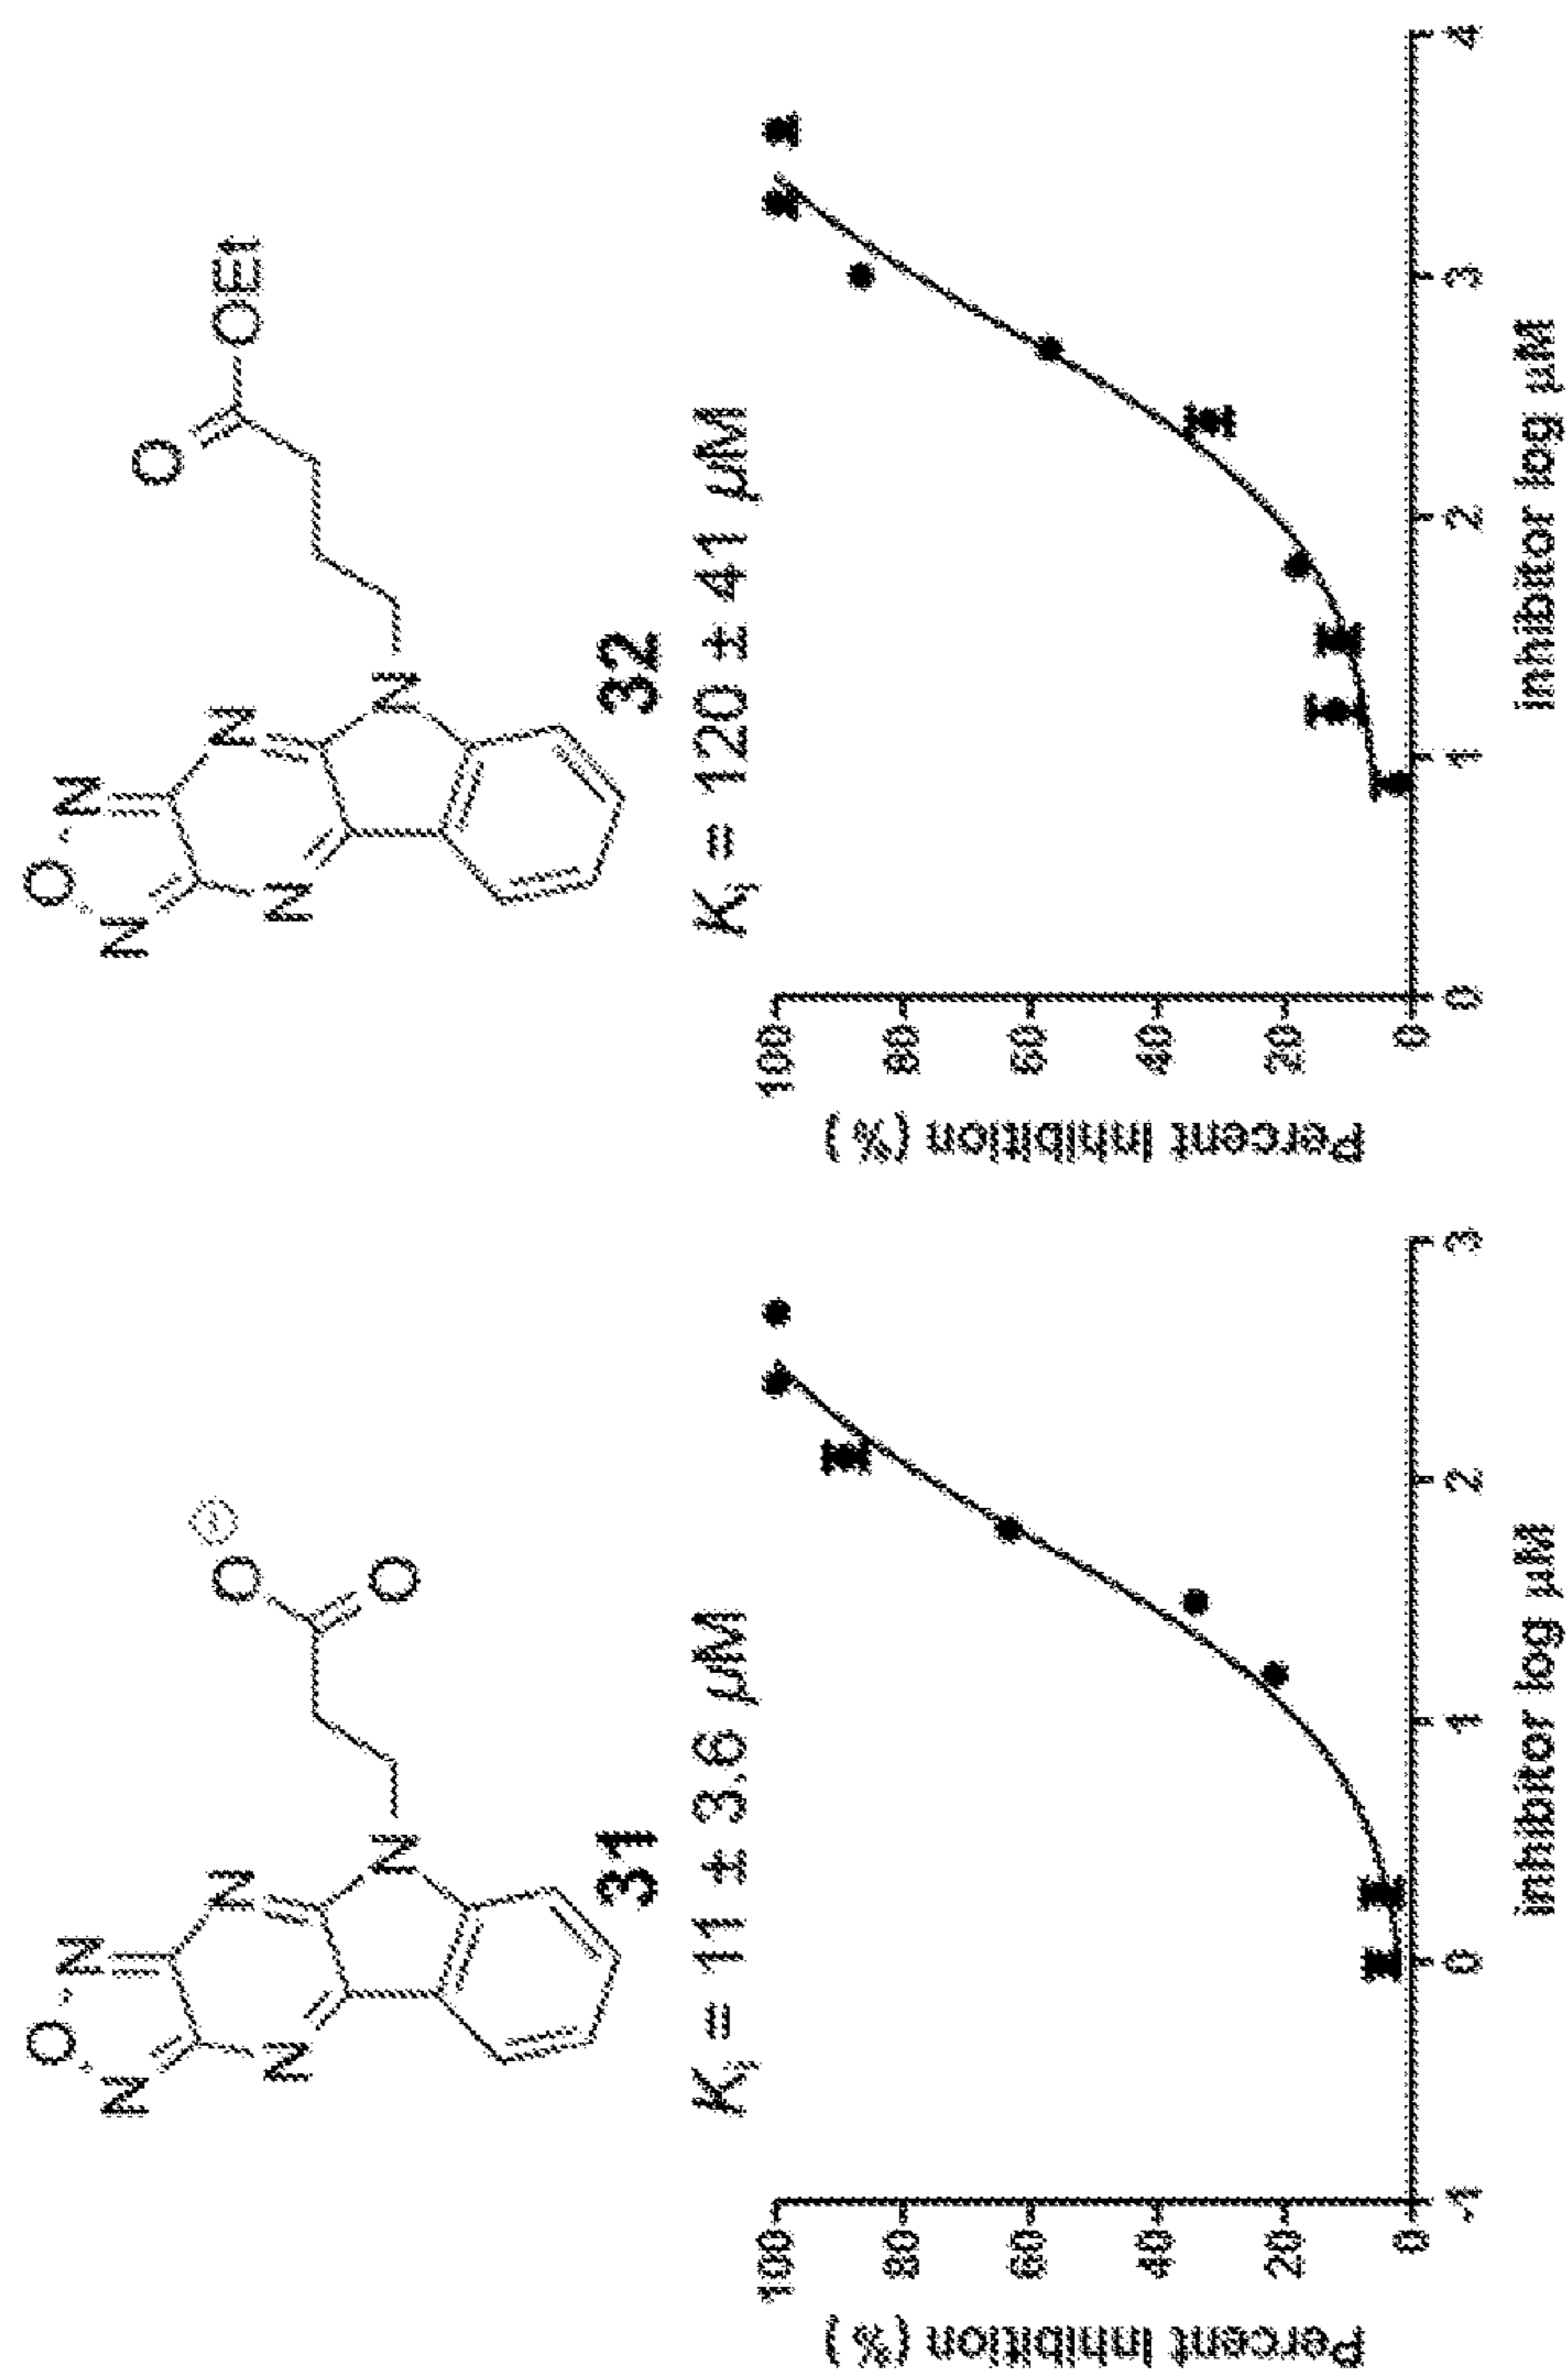 N O N
N N
N
O ⊖
O
31
Ki = 11 ± 3.6 µM
Percent inhibition (%)
100
80
60
40
20
0
-1 0 1 2 3
inhibitor log µM
N O N
N N
N
O
OEt
32
Ki = 120 ± 41 µM
Percent inhibition (%)
100
80
60
40
20
0
0 1 2 3 4
inhibitor log µM